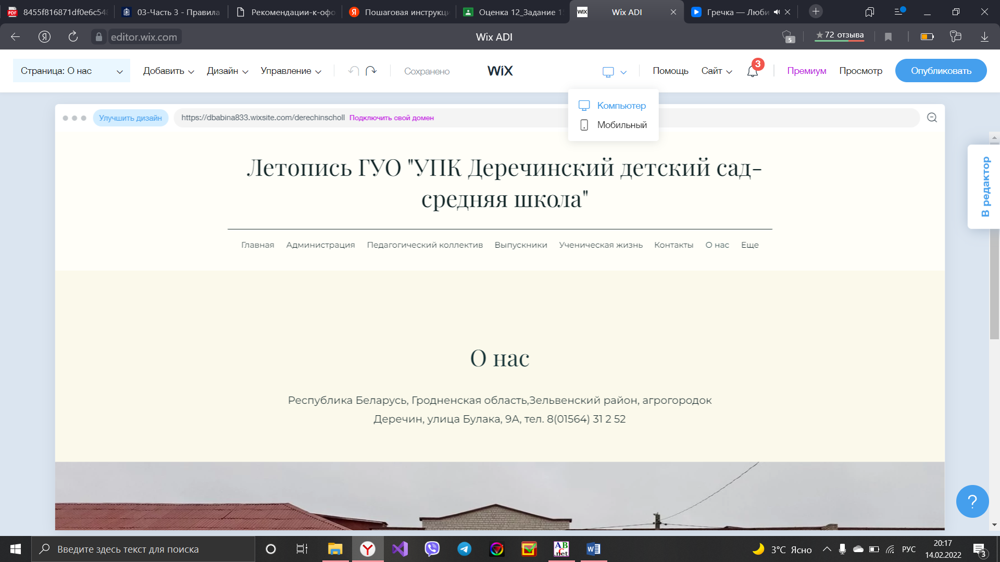 8455f816871df0e6c54
03-Часть 3 - Правила
Рекомендации-к-офо
Пошаговая инструкци
Оценка 12_Задание 1
Wix ADI
Гречка — Люби
editor.wix.com
Wix ADI
5
★72 отзыва
Страница: О нас
Добавить
Дизайн
Управление
Сохранено
WiX
Помощь
Сайт
3
Премиум
Просмотр
Опубликовать
Компьютер
Мобильный
Улучшить дизайн
https://dbabina833.wixsite.com/derechinscholl
Подключить свой домен
В редактор
Летопись ГУО "УПК Деречинский детский сад-
средняя школа"
Главная Администрация Педагогический коллектив Выпускники Ученическая жизнь Контакты О нас Еще
О нас
Республика Беларусь, Гродненская область,Зельвенский район, агрогородок
Деречин, улица Булака, 9А, тел. 8(01564) 31 2 52
?
Введите здесь текст для поиска
3°C Ясно
РУС
20:17
14.02.2022
3